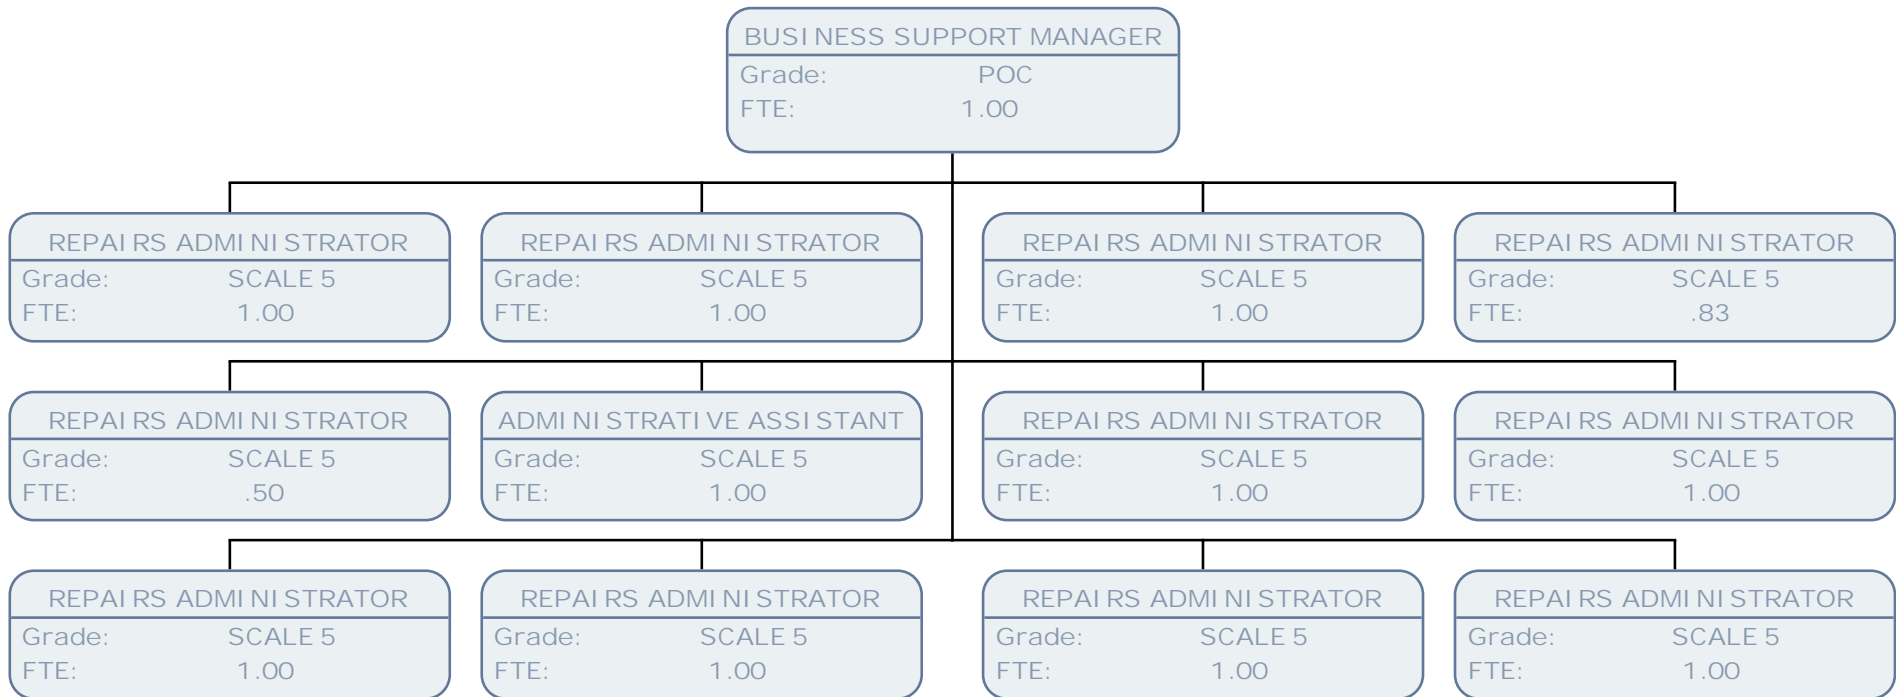 BUSINESS SUPPORT MANAGER
Grade: POC
FTE: 1.00
REPAIRS ADMINISTRATOR
Grade: SCALE 5
FTE: 1.00
REPAIRS ADMINISTRATOR
Grade: SCALE 5
FTE: 1.00
REPAIRS ADMINISTRATOR
Grade: SCALE 5
FTE: 1.00
REPAIRS ADMINISTRATOR
Grade: SCALE 5
FTE: .83
REPAIRS ADMINISTRATOR
Grade: SCALE 5
FTE: .50
ADMINISTRATIVE ASSISTANT
Grade: SCALE 5
FTE: 1.00
REPAIRS ADMINISTRATOR
Grade: SCALE 5
FTE: 1.00
REPAIRS ADMINISTRATOR
Grade: SCALE 5
FTE: 1.00
REPAIRS ADMINISTRATOR
Grade: SCALE 5
FTE: 1.00
REPAIRS ADMINISTRATOR
Grade: SCALE 5
FTE: 1.00
REPAIRS ADMINISTRATOR
Grade: SCALE 5
FTE: 1.00
REPAIRS ADMINISTRATOR
Grade: SCALE 5
FTE: 1.00